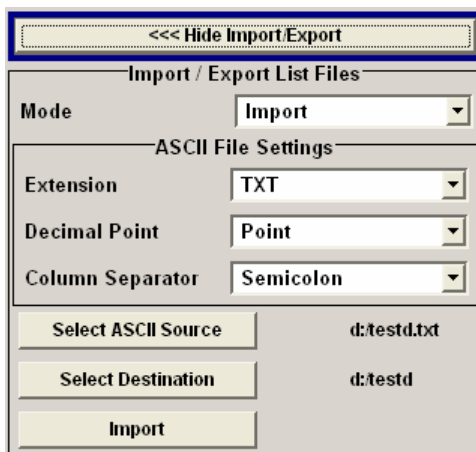 <<< Hide Import/Export
Import / Export List Files
Mode Import
ASCII File Settings
Extension TXT
Decimal Point Point
Column Separator Semicolon
Select ASCII Source d:/testd.txt
Select Destination d:/testd
Import